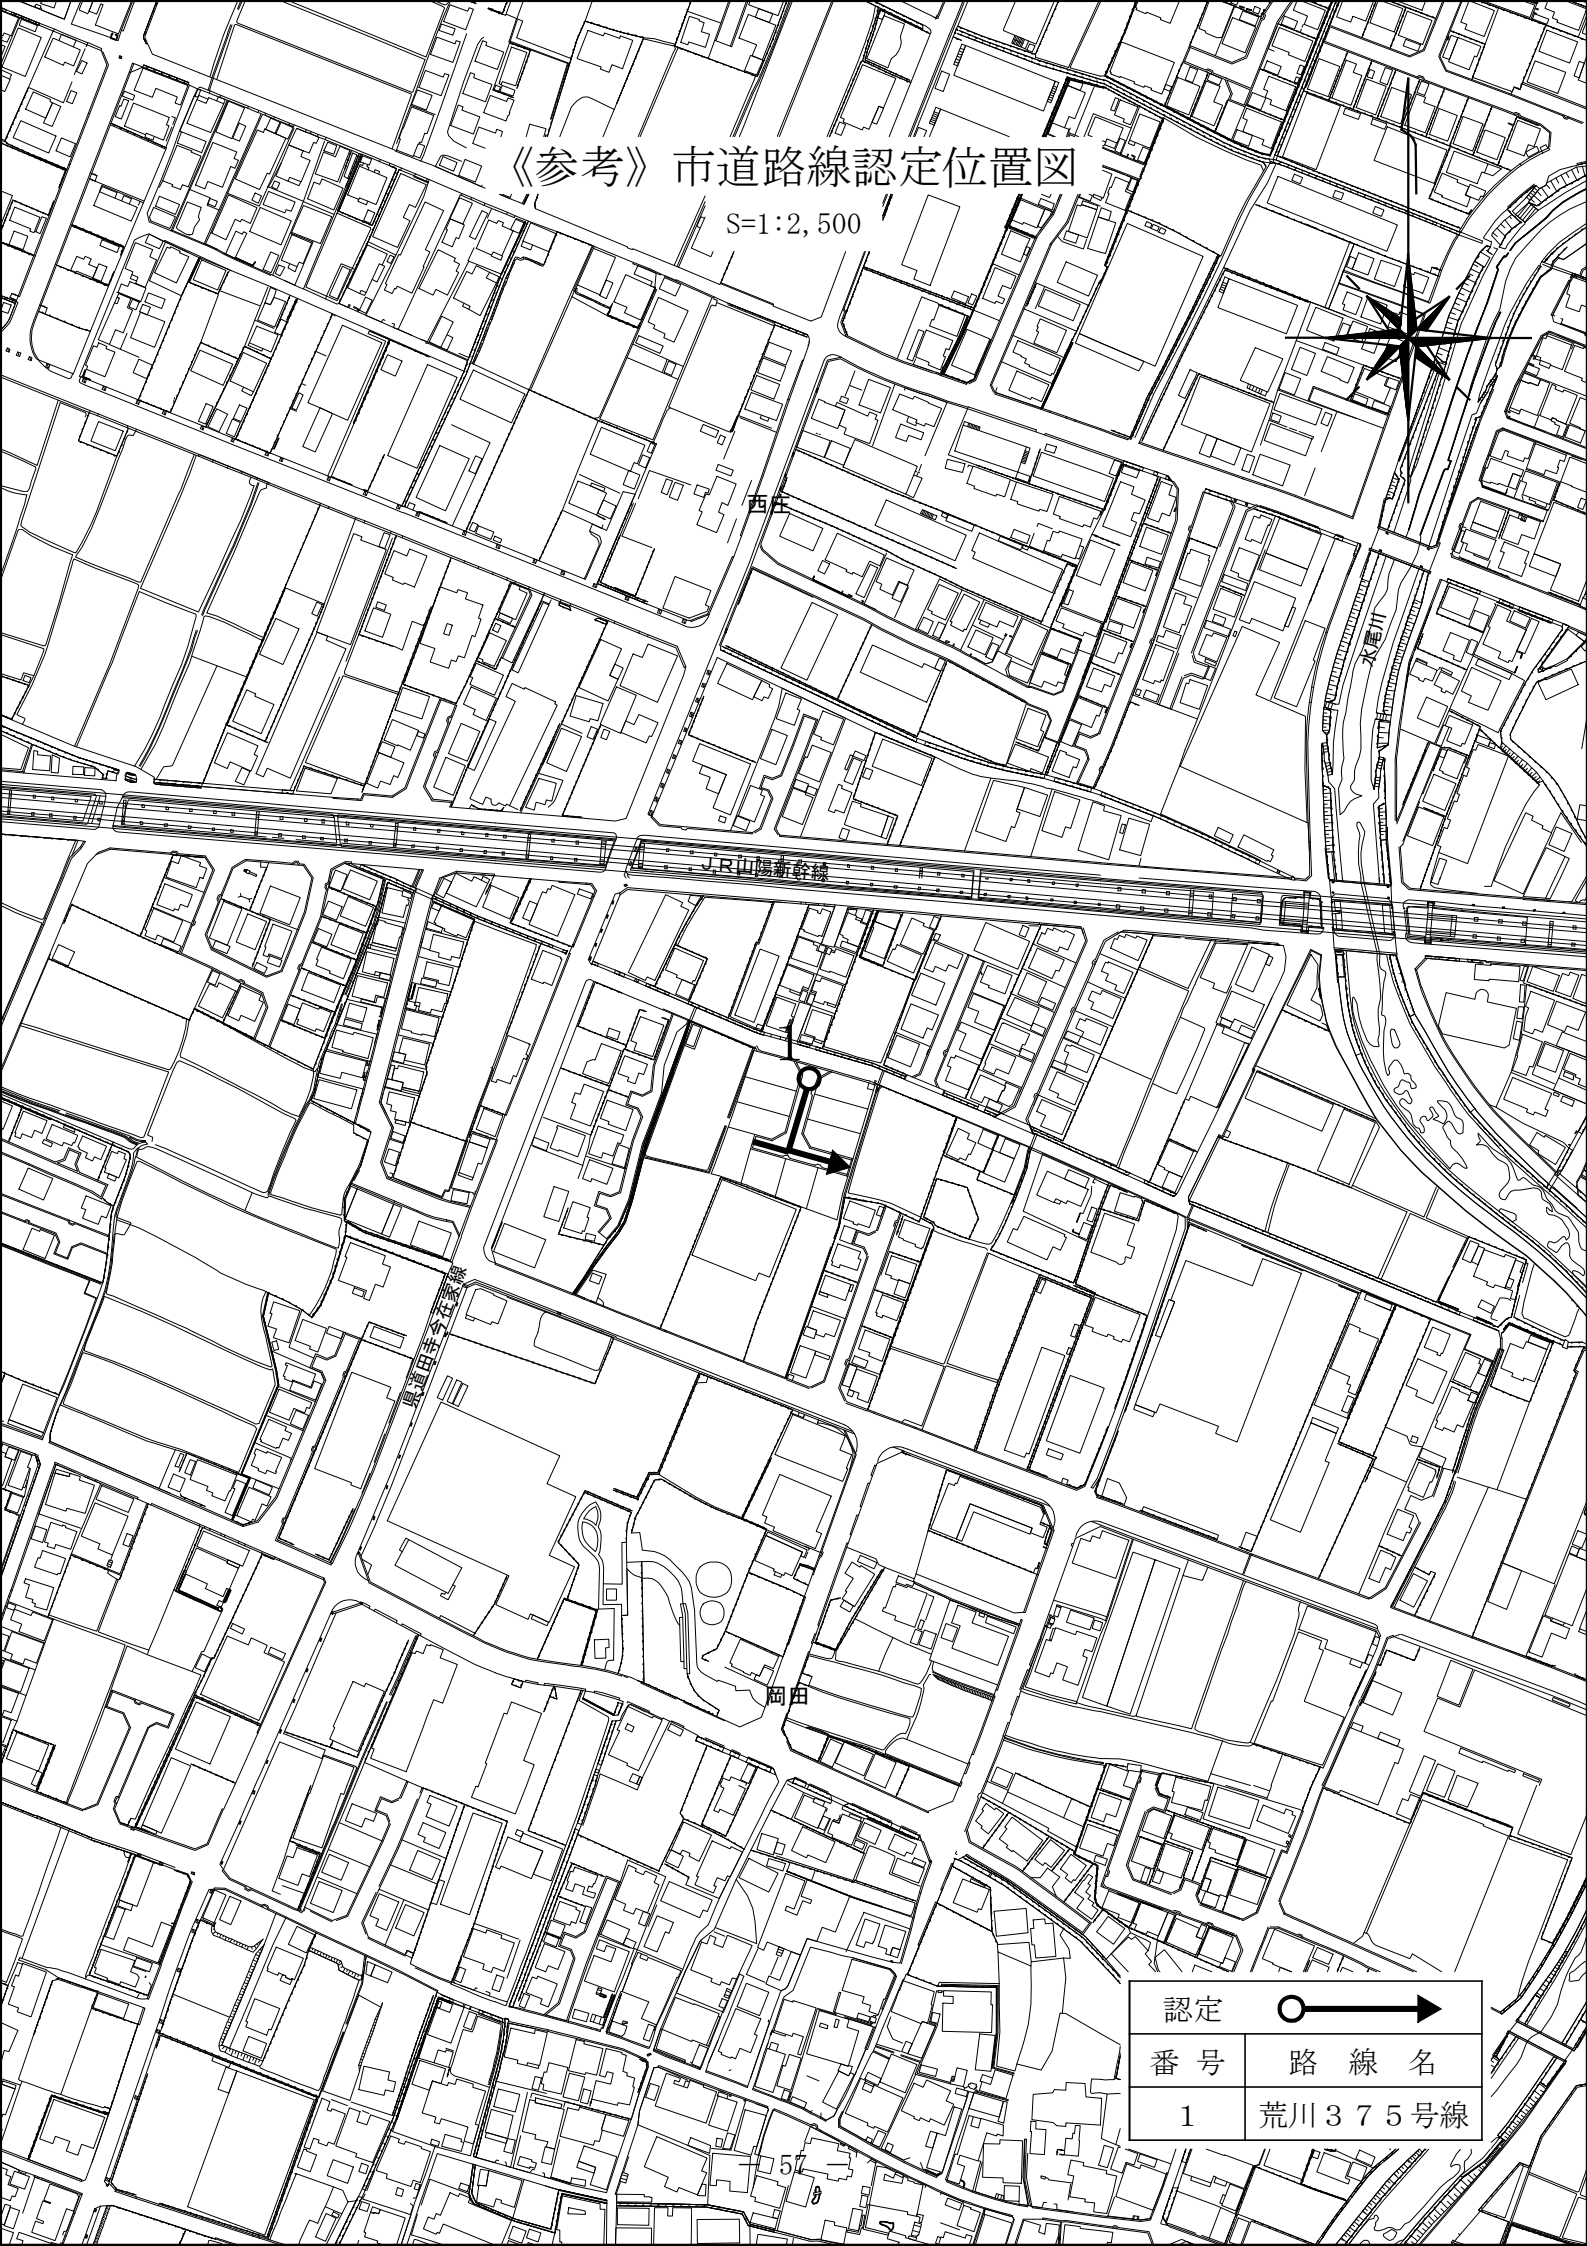 《参考》市道路線認定位置図
S=1:2,500
西庄
水尾川
JR山陽新幹線
1
県道田寺今在家線
岡田
認定
番号 路線名
1 荒川３７５号線
－ 57 －